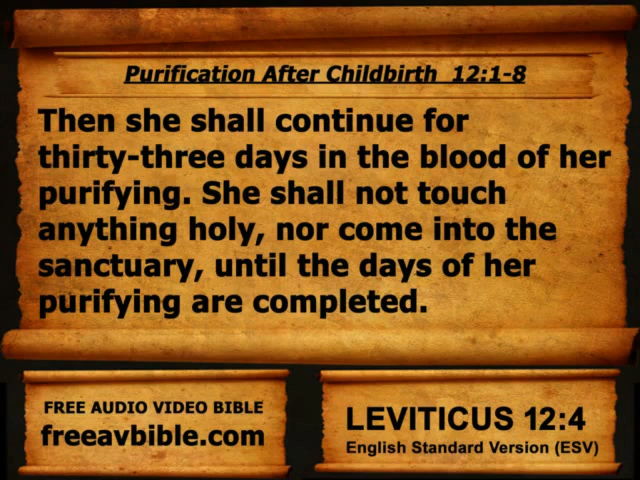 Purification After Childbirth  12:1-8
Then she shall continue for
thirty-three days in the blood of her
purifying. She shall not touch
anything holy, nor come into the
sanctuary, until the days of her
purifying are completed.
FREE AUDIO VIDEO BIBLE
freeavbible.com
LEVITICUS 12:4
English Standard Version (ESV)